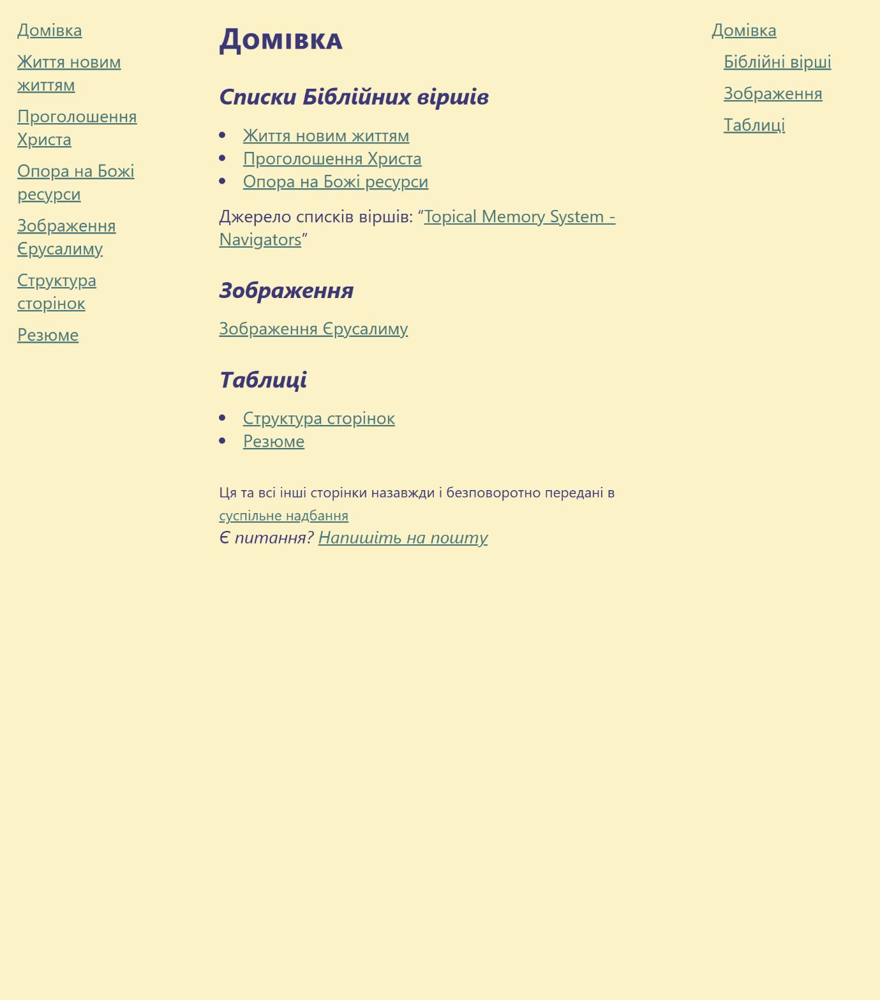 Домівка
Життя новим
життям
Проголошення
Христа
Опора на Божі
ресурси
Зображення
Єрусалиму
Структура
сторінок
Резюме
Домівка
Списки Біблійних віршів
Життя новим життям
Проголошення Христа
Опора на Божі ресурси
Джерело списків віршів: “Topical Memory System -
Navigators”
Зображення
Зображення Єрусалиму
Таблиці
Структура сторінок
Резюме
Ця та всі інші сторінки назавжди і безповоротно передані в
суспільне надбання
Є питання? Напишіть на пошту
Домівка
Біблійні вірші
Зображення
Таблиці